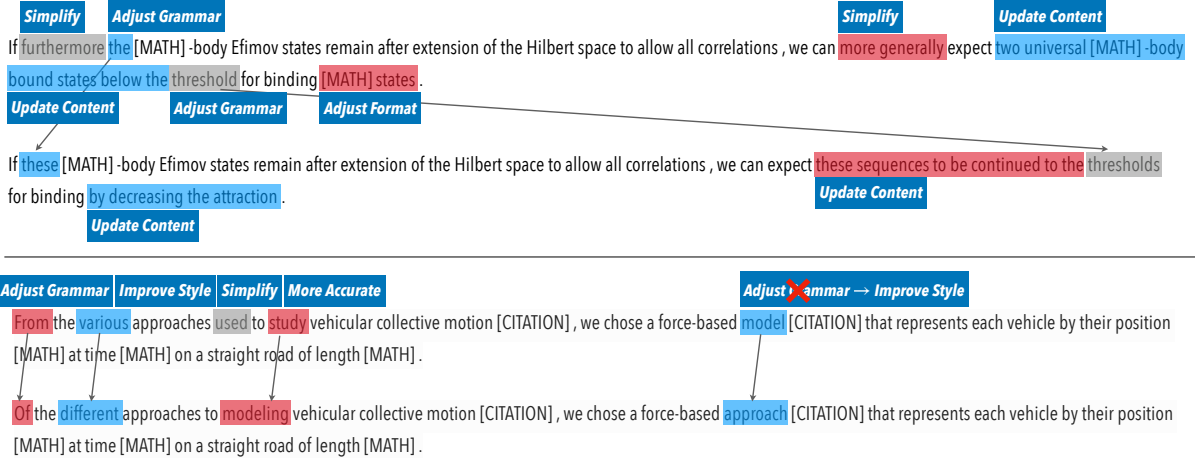 Simplify Adjust Grammar Simplify Update Content
If furthermore the [MATH] -body Efimov states remain after extension of the Hilbert space to allow all correlations , we can more generally expect two universal [MATH] -body
bound states below the threshold for binding [MATH] states .
Update Content Adjust Grammar Adjust Format
If these [MATH] -body Efimov states remain after extension of the Hilbert space to allow all correlations , we can expect these sequences to be continued to the thresholds
for binding by decreasing the attraction .
Update Content
Update Content
Adjust Grammar Improve Style Simplify More Accurate Adjust Grammar → Improve Style
From the various approaches used to study vehicular collective motion [CITATION] , we chose a force-based model [CITATION] that represents each vehicle by their position
[MATH] at time [MATH] on a straight road of length [MATH] .
Of the different approaches to modeling vehicular collective motion [CITATION] , we chose a force-based approach [CITATION] that represents each vehicle by their position
[MATH] at time [MATH] on a straight road of length [MATH] .